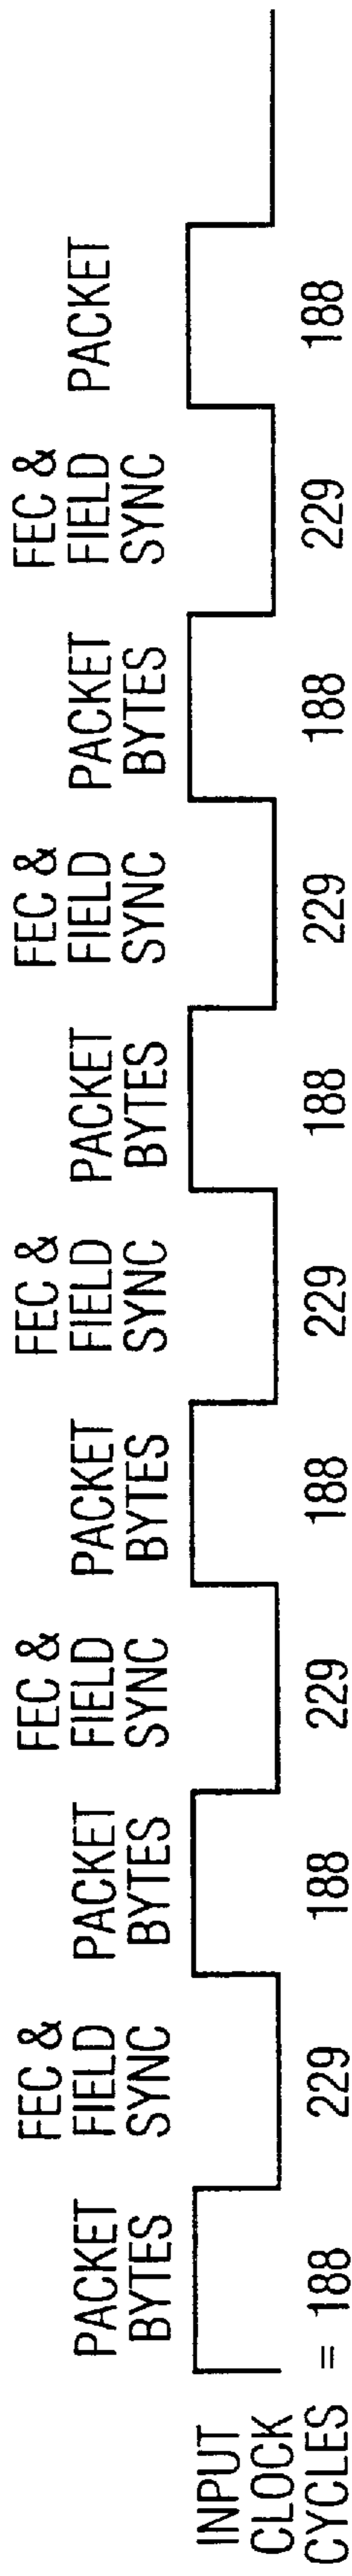 PACKET
BYTES
FEC &
FIELD
SYNC
PACKET
BYTES
FEC &
FIELD
SYNC
PACKET
BYTES
FEC &
FIELD
SYNC
PACKET
BYTES
FEC &
FIELD
SYNC
PACKET
BYTES
FEC &
FIELD
SYNC
PACKET
INPUT
CLOCK
CYCLES = 188 229 188 229 188 229 188 229 188 229 188